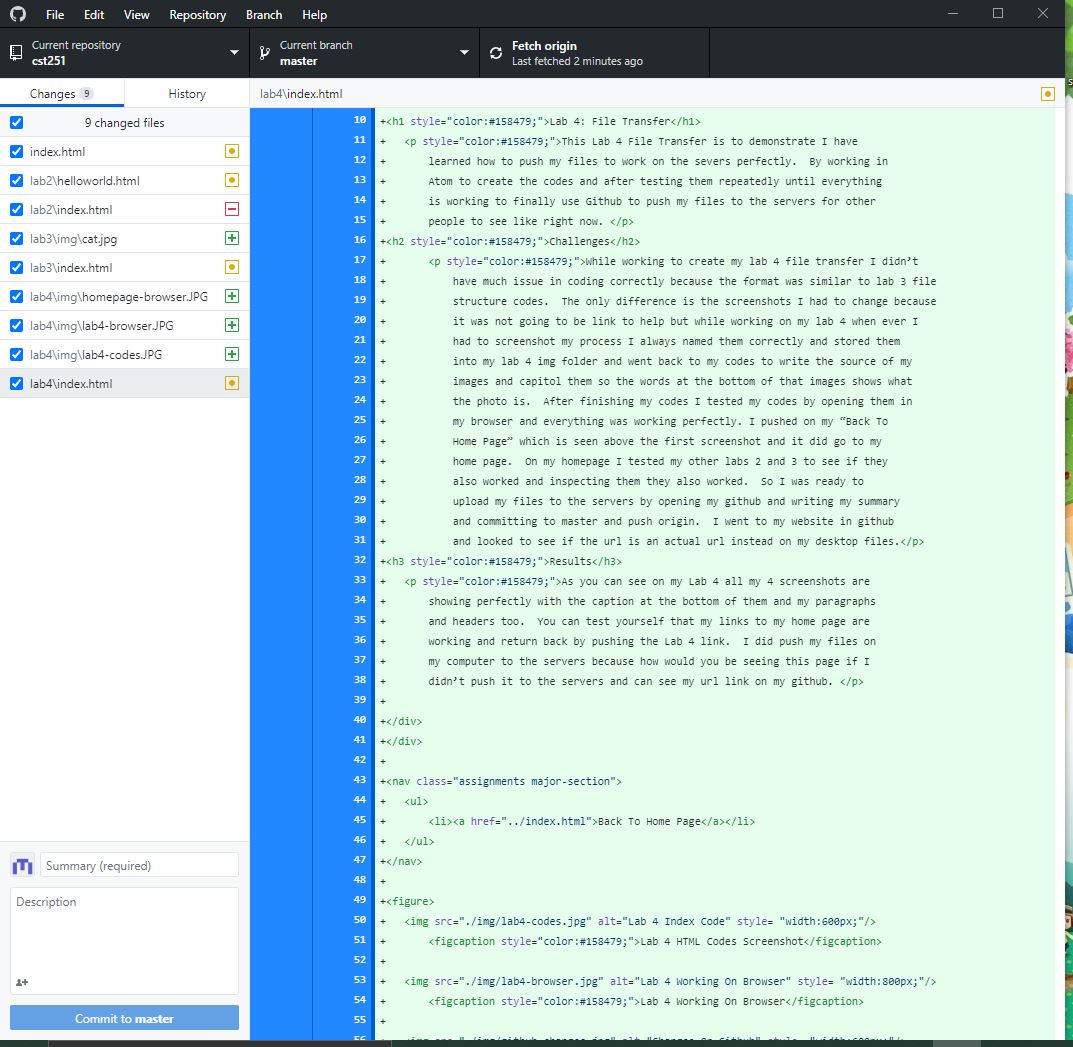 File Edit View Repository Branch Help
Current repository
cst251
Current branch
master
Fetch origin
Last fetched 2 minutes ago
Changes 9
History
lab4\index.html
9 changed files
index.html
lab2\helloworld.html
lab2\index.html
lab3\img\cat.jpg
lab3\index.html
lab4\img\homepage-browser.JPG
lab4\img\lab4-browser.JPG
lab4\img\lab4-codes.JPG
lab4\index.html
Summary (required)
Description
Commit to master
10 +<h1 style="color:#158479;">Lab 4: File Transfer</h1>
11 + <p style="color:#158479;">This Lab 4 File Transfer is to demonstrate I have
12 + learned how to push my files to work on the severs perfectly. By working in
13 + Atom to create the codes and after testing them repeatedly until everything
14 + is working to finally use Github to push my files to the servers for other
15 + people to see like right now. </p>
16 +<h2 style="color:#158479;">Challenges</h2>
17 + <p style="color:#158479;">While working to create my lab 4 file transfer I didn’t
18 + have much issue in coding correctly because the format was similar to lab 3 file
19 + structure codes. The only difference is the screenshots I had to change because
20 + it was not going to be link to help but while working on my lab 4 when ever I
21 + had to screenshot my process I always named them correctly and stored them
22 + into my lab 4 img folder and went back to my codes to write the source of my
23 + images and capitol them so the words at the bottom of that images shows what
24 + the photo is. After finishing my codes I tested my codes by opening them in
25 + my browser and everything was working perfectly. I pushed on my “Back To
26 + Home Page” which is seen above the first screenshot and it did go to my
27 + home page. On my homepage I tested my other labs 2 and 3 to see if they
28 + also worked and inspecting them they also worked. So I was ready to
29 + upload my files to the servers by opening my github and writing my summary
30 + and committing to master and push origin. I went to my website in github
31 + and looked to see if the url is an actual url instead on my desktop files.</p>
32 +<h3 style="color:#158479;">Results</h3>
33 + <p style="color:#158479;">As you can see on my Lab 4 all my 4 screenshots are
34 + showing perfectly with the caption at the bottom of them and my paragraphs
35 + and headers too. You can test yourself that my links to my home page are
36 + working and return back by pushing the Lab 4 link. I did push my files on
37 + my computer to the servers because how would you be seeing this page if I
38 + didn’t push it to the servers and can see my url link on my github. </p>
39 +
40 +</div>
41 +</div>
42 +
43 +<nav class="assignments major-section">
44 + <ul>
45 + <li><a href="../index.html">Back To Home Page</a></li>
46 + </ul>
47 +</nav>
48 +
49 +<figure>
50 + <img src="./img/lab4-codes.jpg" alt="Lab 4 Index Code" style= "width:600px;"/>
51 + <figcaption style="color:#158479;">Lab 4 HTML Codes Screenshot</figcaption>
52 +
53 + <img src="./img/lab4-browser.jpg" alt="Lab 4 Working On Browser" style= "width:800px;"/>
54 + <figcaption style="color:#158479;">Lab 4 Working On Browser</figcaption>
55 +